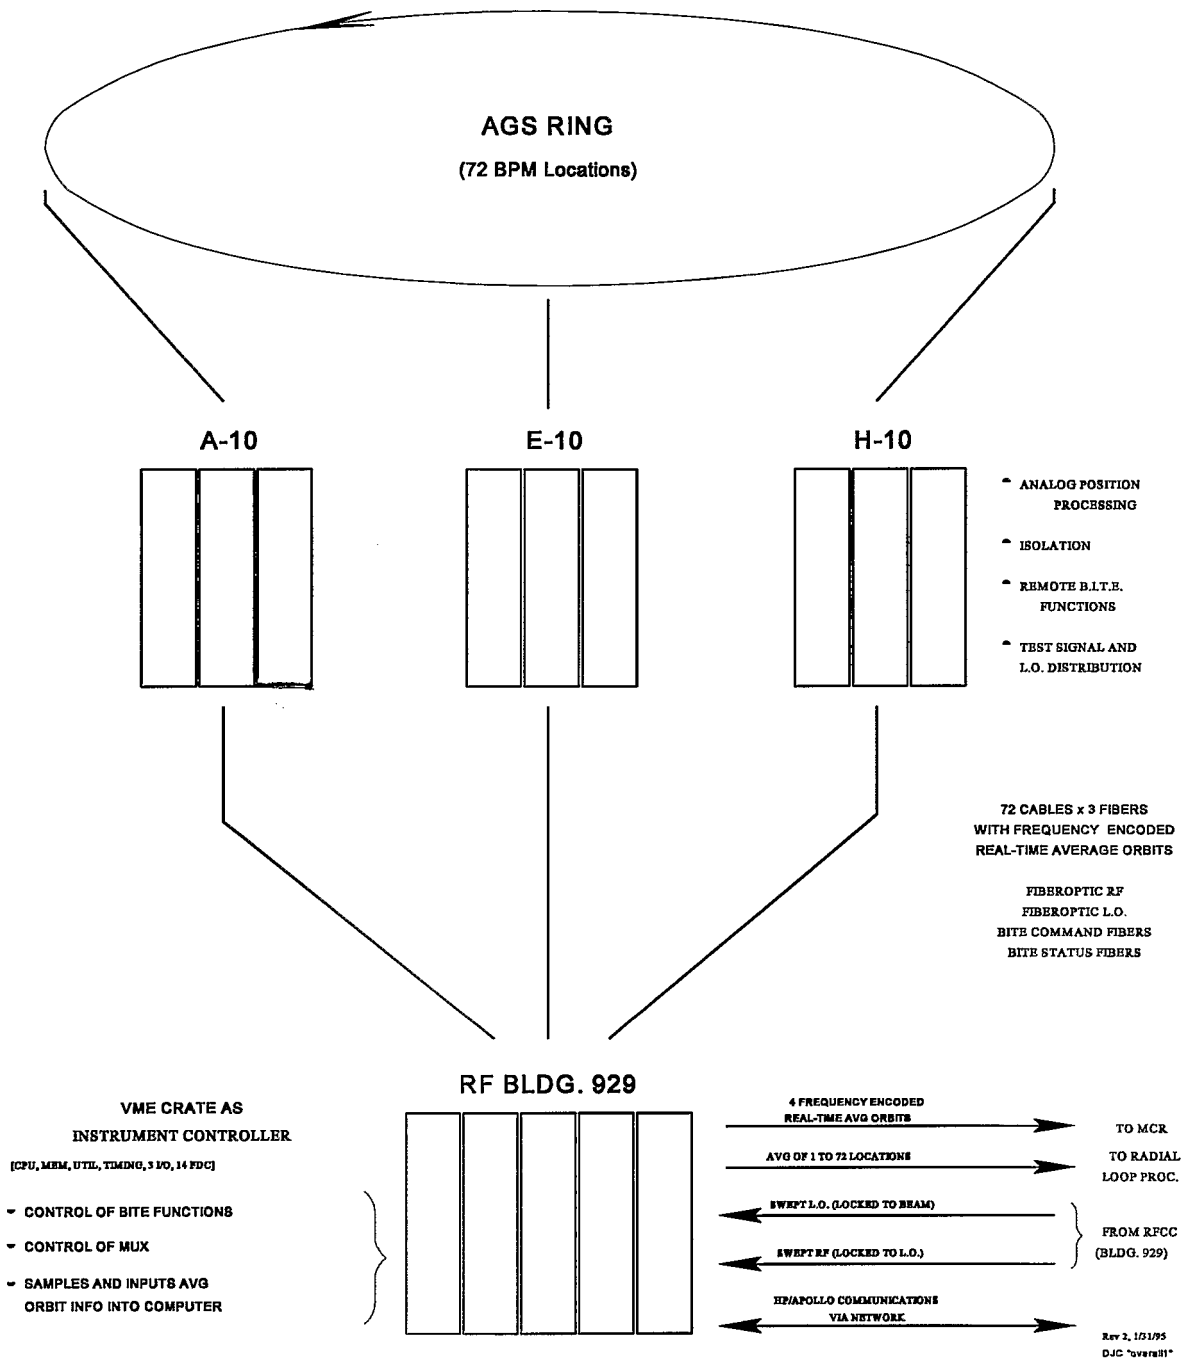 AGS RING
(72 BPM Locations)
A-10
E-10
H-10
ANALOG POSITION
PROCESSING
ISOLATION
REMOTE B.I.T.E.
FUNCTIONS
TEST SIGNAL AND
L.O. DISTRIBUTION
72 CABLES x 3 FIBERS
WITH FREQUENCY ENCODED
REAL-TIME AVERAGE ORBITS
FIBEROPTIC RF
FIBEROPTIC L.O.
BITE COMMAND FIBERS
BITE STATUS FIBERS
RF BLDG. 929
VME CRATE AS
INSTRUMENT CONTROLLER
[CPU, MEM, UTIL, TIMING, 3 I/O, 14 FDC]
- CONTROL OF BITE FUNCTIONS
- CONTROL OF MUX
- SAMPLES AND INPUTS AVG
ORBIT INFO INTO COMPUTER
4 FREQUENCY ENCODED
REAL-TIME AVG ORBITS
TO MCR
AVG OF 1 TO 72 LOCATIONS
TO RADIAL
LOOP PROC.
SWEPT L.O. (LOCKED TO BEAM)
SWEPT RF (LOCKED TO L.O.)
FROM RFCC
(BLDG. 929)
HP/APOLLO COMMUNICATIONS
VIA NETWORK
Rev 2, 1/31/95
DJC "overall1"